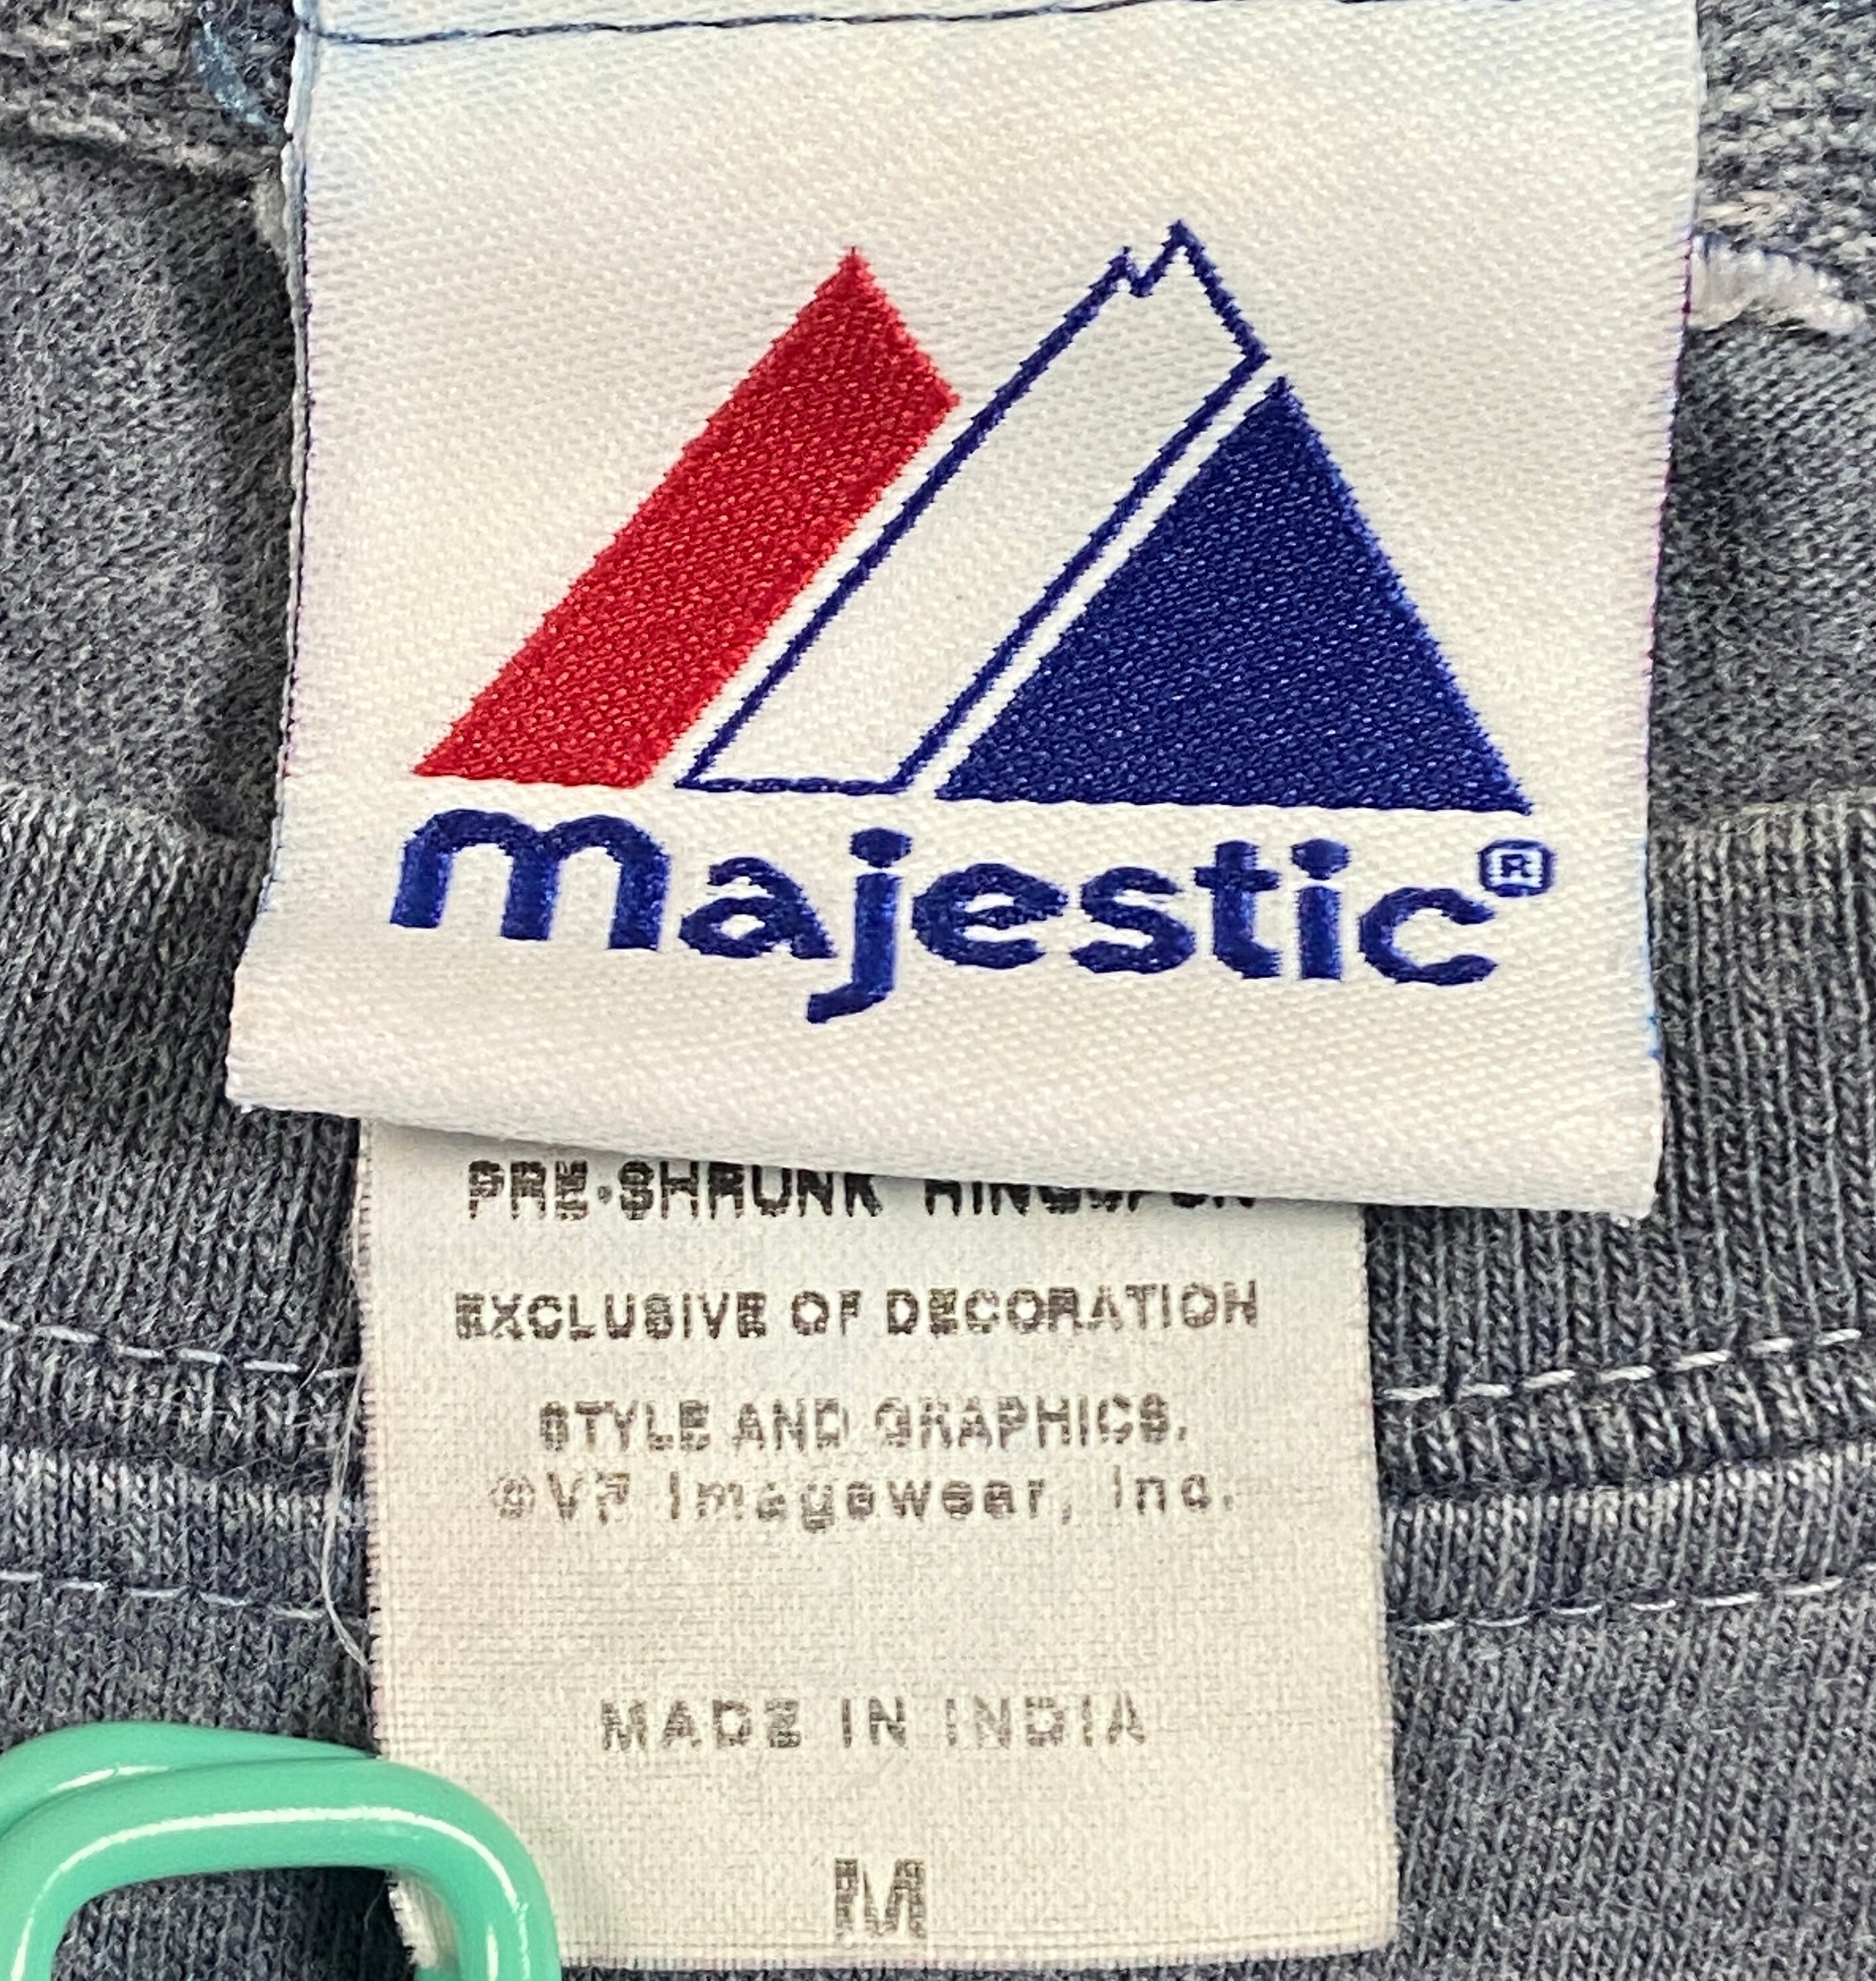 majestic®
PRE-SHRUNK RINGSPUN
EXCLUSIVE OF DECORATION
STYLE AND GRAPHICS.
©VF Imagewear, Inc.
MADE IN INDIA
M